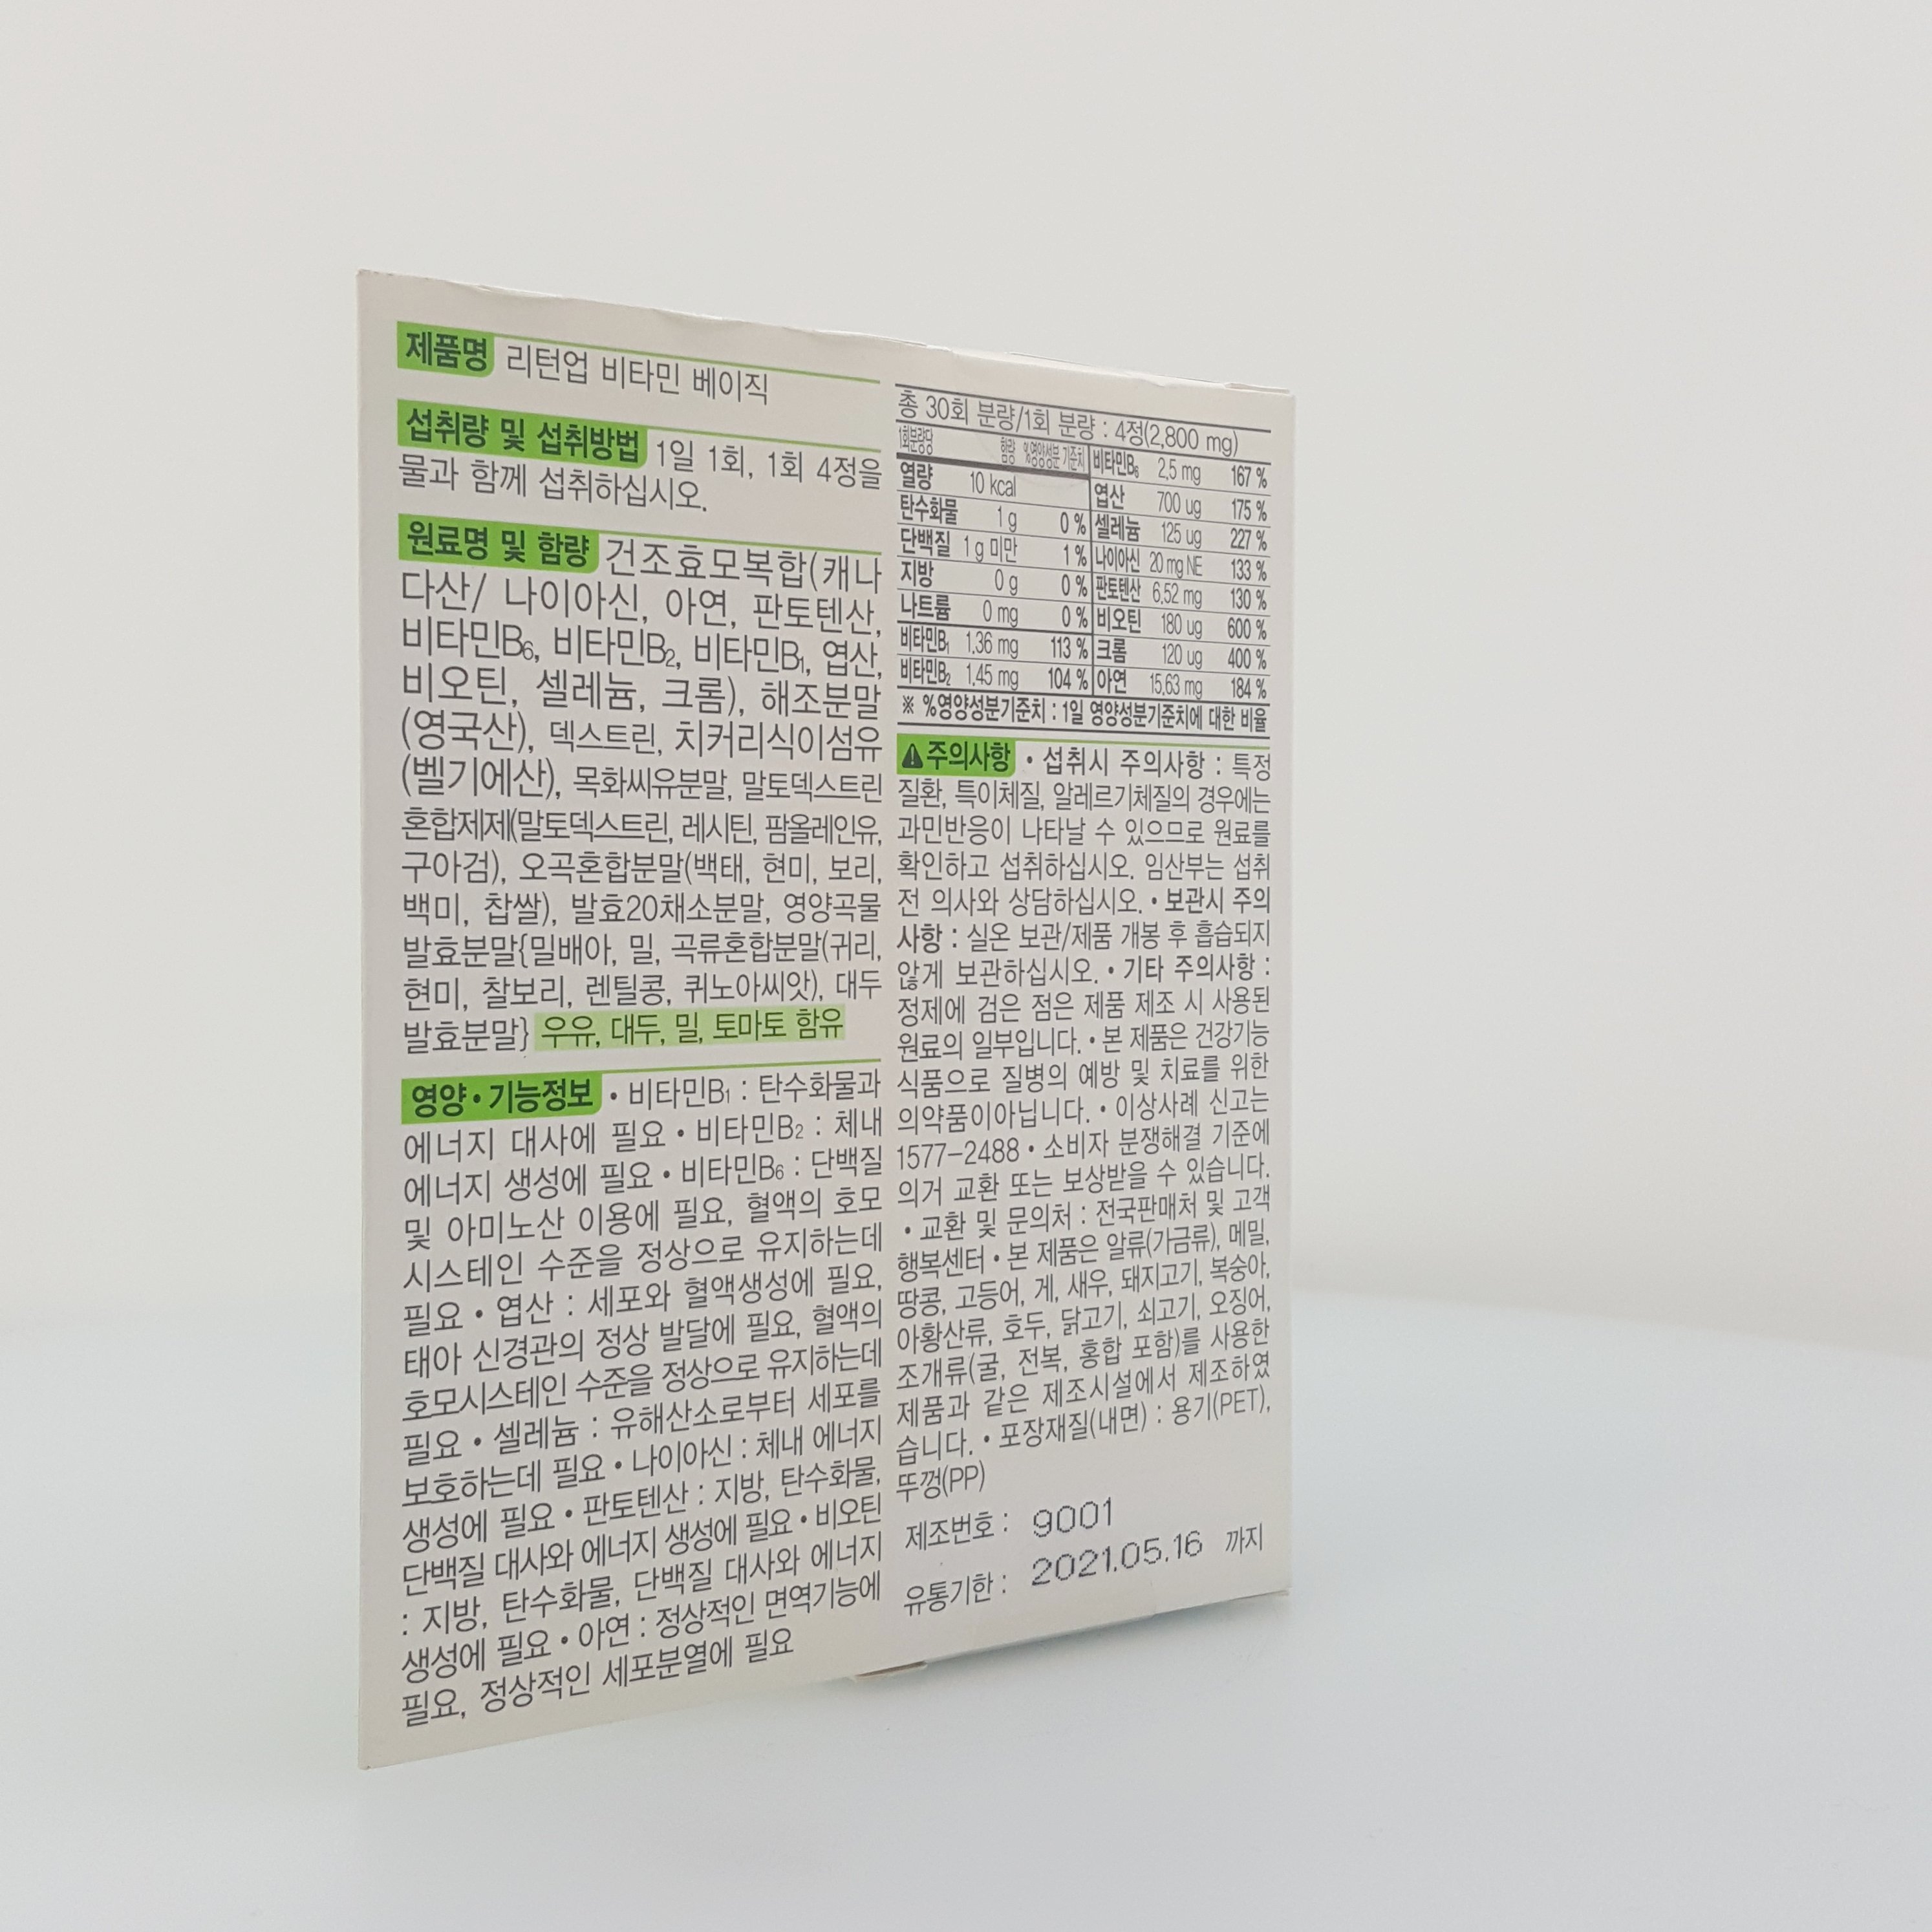 제품명 리턴업 비타민 베이직
섭취량 및 섭취방법 1일 1회, 1회 4정을
물과 함께 섭취하십시오.
원료명 및 함량 건조효모복합(캐나
다산/ 나이아신, 아연, 판토텐산,
비타민B6, 비타민B2, 비타민B1, 엽산,
비오틴, 셀레늄, 크롬), 해조분말
(영국산), 덱스트린, 치커리식이섬유
(벨기에산), 목화씨유분말, 말토덱스트린
혼합제제(말토덱스트린, 레시틴, 팜올레인유,
구아검), 오곡혼합분말(백태, 현미, 보리,
백미, 찹쌀), 발효20채소분말, 영양곡물
발효분말{밀배아, 밀, 곡류혼합분말(귀리,
현미, 찰보리, 렌틸콩, 퀴노아씨앗), 대두
발효분말} 우유, 대두, 밀, 토마토 함유
영양·기능정보 • 비타민B1 : 탄수화물과
에너지 대사에 필요 • 비타민B2 : 체내
에너지 생성에 필요 • 비타민B6 : 단백질
및 아미노산 이용에 필요, 혈액의 호모
시스테인 수준을 정상으로 유지하는데
필요 • 엽산 : 세포와 혈액생성에 필요,
태아 신경관의 정상 발달에 필요, 혈액의
호모시스테인 수준을 정상으로 유지하는데
필요 • 셀레늄 : 유해산소로부터 세포를
보호하는데 필요 • 나이아신 : 체내 에너지
생성에 필요 • 판토텐산 : 지방, 탄수화물,
단백질 대사와 에너지 생성에 필요 • 비오틴
: 지방, 탄수화물, 단백질 대사와 에너지
생성에 필요 • 아연 : 정상적인 면역기능에
필요, 정상적인 세포분열에 필요
총 30회 분량/1회 분량 : 4정(2,800 mg)
1회분량당 함량 %영양성분 기준치
열량 10 kcal
탄수화물 1 g 0 %
단백질 1 g 미만 1 %
지방 0 g 0 %
나트륨 0 mg 0 %
비타민B1 1.36 mg 113 %
비타민B2 1.45 mg 104 %
비타민B6 2.5 mg 167 %
엽산 700 ug 175 %
셀레늄 125 ug 227 %
나이아신 20 mg NE 133 %
판토텐산 6.52 mg 130 %
비오틴 180 ug 600 %
크롬 120 ug 400 %
아연 15.63 mg 184 %
※ %영양성분기준치 : 1일 영양성분기준치에 대한 비율
주의사항 • 섭취시 주의사항 : 특정
질환, 특이체질, 알레르기체질의 경우에는
과민반응이 나타날 수 있으므로 원료를
확인하고 섭취하십시오. 임산부는 섭취
전 의사와 상담하십시오. • 보관시 주의
사항 : 실온 보관/제품 개봉 후 흡습되지
않게 보관하십시오. • 기타 주의사항 :
정제에 검은 점은 제품 제조 시 사용된
원료의 일부입니다. • 본 제품은 건강기능
식품으로 질병의 예방 및 치료를 위한
의약품이아닙니다. • 이상사례 신고는
1577-2488 • 소비자 분쟁해결 기준에
의거 교환 또는 보상받을 수 있습니다.
• 교환 및 문의처 : 전국판매처 및 고객
행복센터 • 본 제품은 알류(가금류), 메밀,
땅콩, 고등어, 게, 새우, 돼지고기, 복숭아,
아황산류, 호두, 닭고기, 쇠고기, 오징어,
조개류(굴, 전복, 홍합 포함)를 사용한
제품과 같은 제조시설에서 제조하였
습니다. • 포장재질(내면) : 용기(PET),
뚜껑(PP)
제조번호 : 9001
유통기한 : 2021.05.16 까지